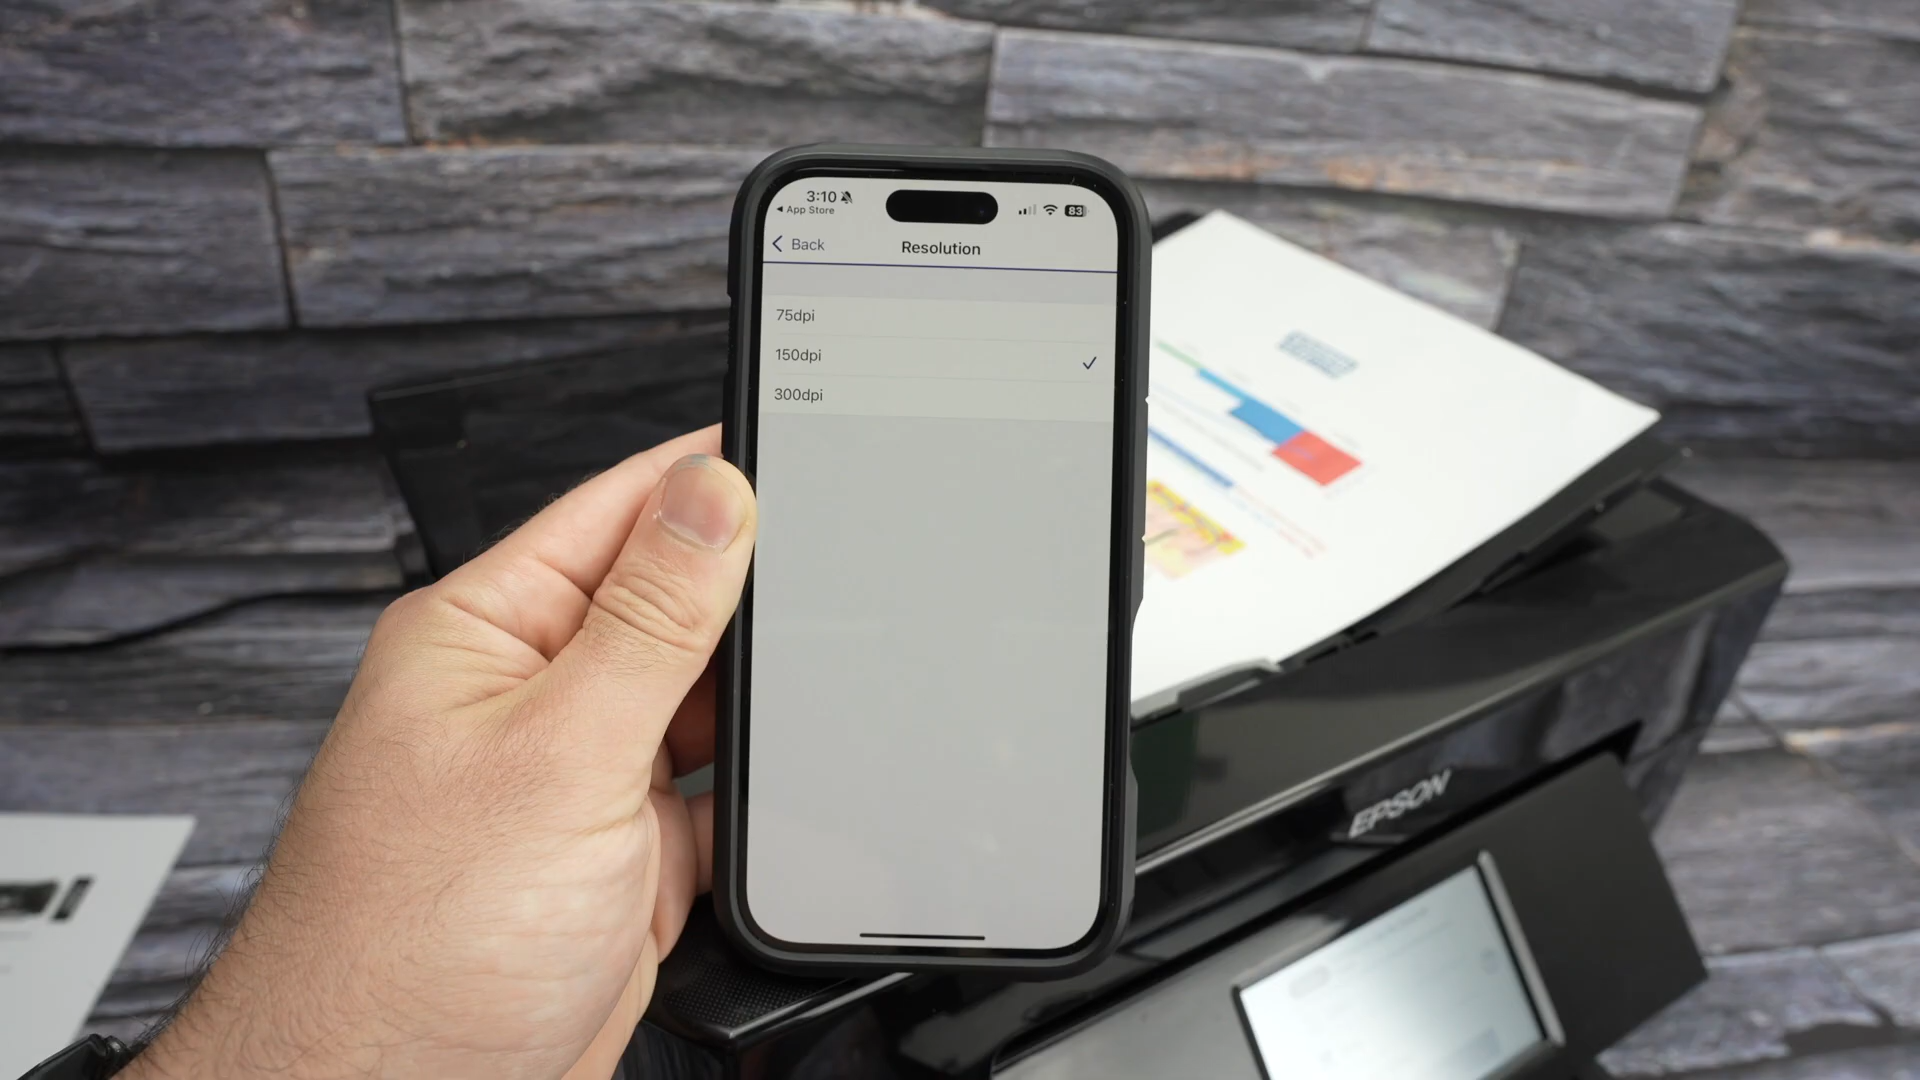 3:10
83
◀ App Store
Back
Resolution
75dpi
150dpi
300dpi
EPSON